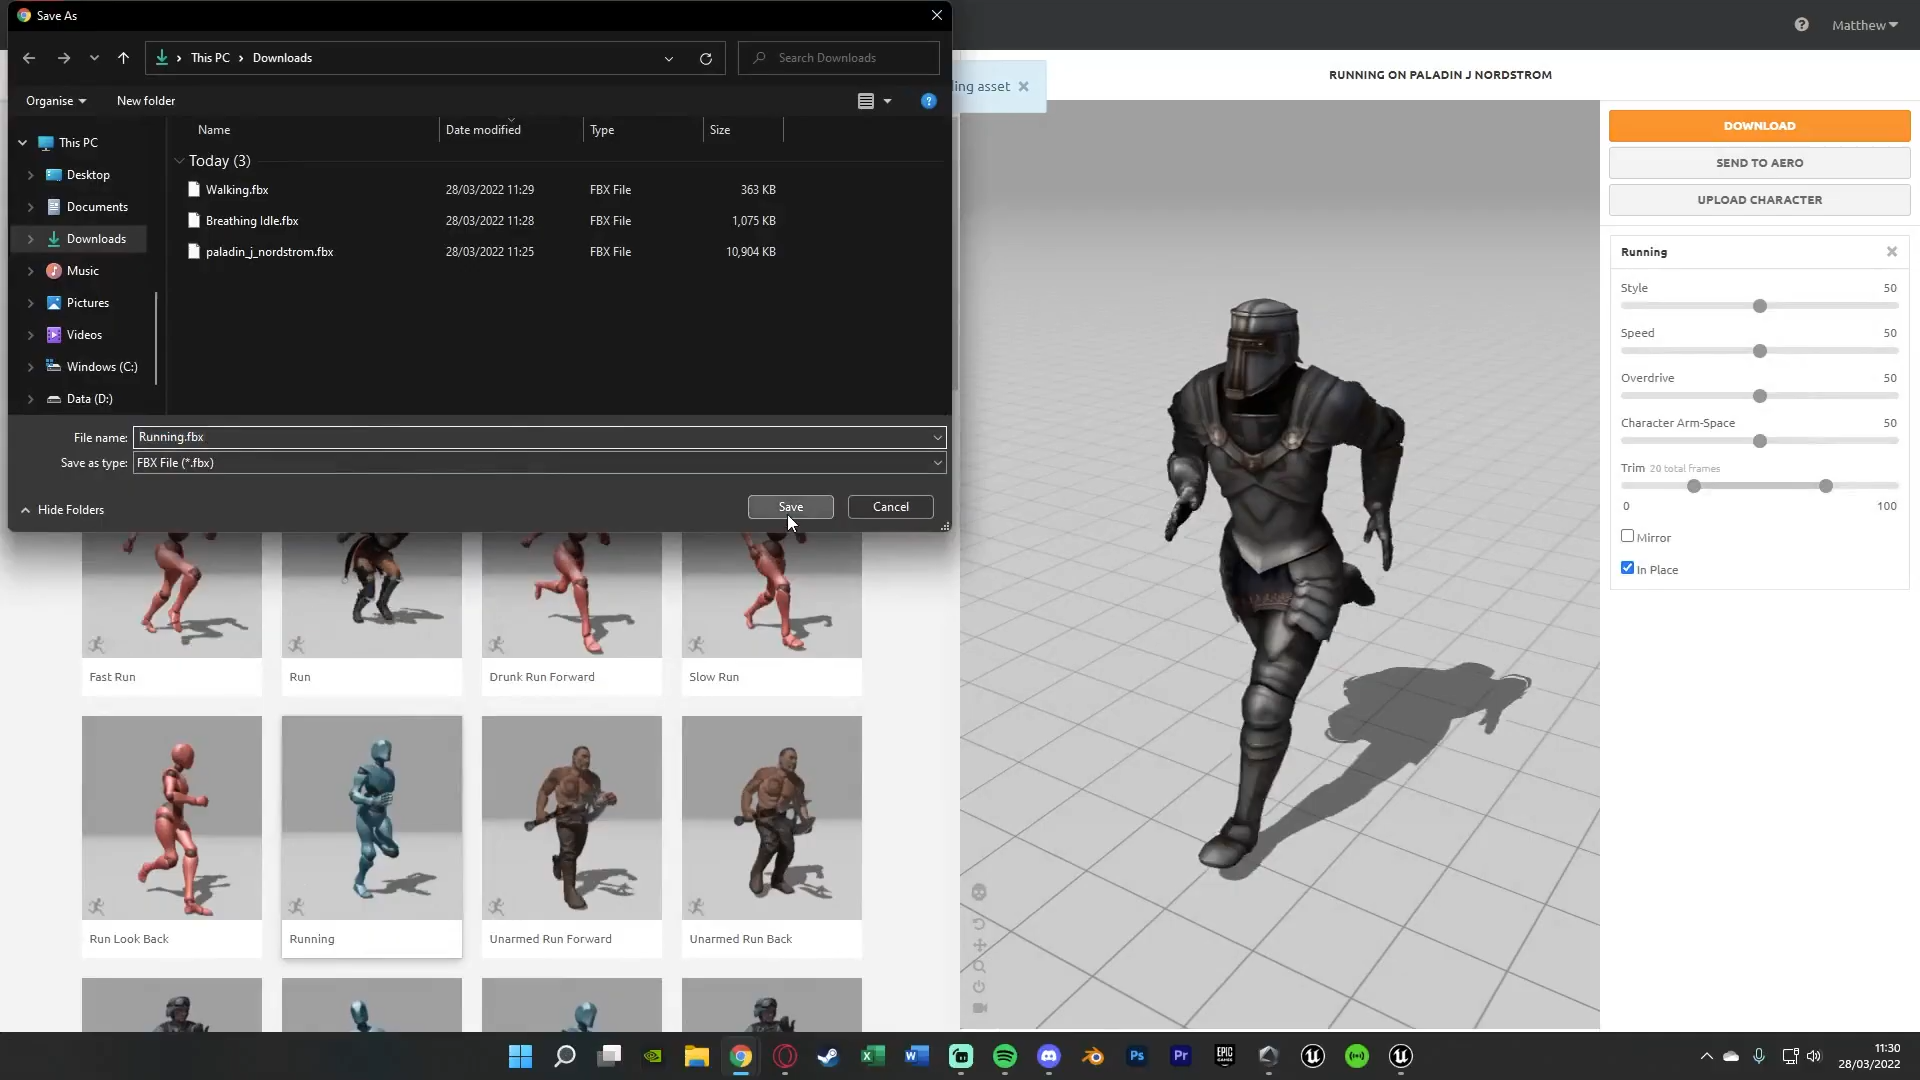 Save As
This PC
Downloads
Search Downloads
Organise
New folder
Name
Date modified
Type
Size
This PC
Desktop
Documents
Downloads
Music
Pictures
Videos
Windows (C:)
Data (D:)
Today (3)
Walking.fbx 28/03/2022 11:29 FBX File 363 KB
Breathing Idle.fbx 28/03/2022 11:28 FBX File 1,075 KB
paladin_j_nordstrom.fbx 28/03/2022 11:25 FBX File 10,904 KB
File name: Running.fbx
Save as type: FBX File (*.fbx)
Hide Folders
Save
Cancel
asset
Matthew
RUNNING ON PALADIN J NORDSTROM
DOWNLOAD
SEND TO AERO
UPLOAD CHARACTER
Running
Style 50
Speed 50
Overdrive 50
Character Arm-Space 50
Trim 20 total frames
0 100
Mirror
In Place
Fast Run
Run
Drunk Run Forward
Slow Run
Run Look Back
Running
Unarmed Run Forward
Unarmed Run Back
Ps
Pr
EPIC GAMES
11:30
28/03/2022